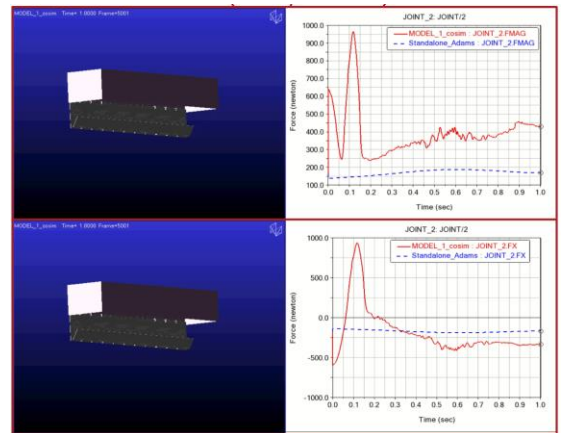 MODEL_1_cosim Time= 1.0000 Frame=5001
JOINT_2: JOINT/2
MODEL_1_cosim : JOINT_2.FMAG
Standalone_Adams : JOINT_2.FMAG
Force (newton)
1000.0
900.0
800.0
700.0
600.0
500.0
400.0
300.0
200.0
100.0
0.0 0.1 0.2 0.3 0.4 0.5 0.6 0.7 0.8 0.9 1.0
Time (sec)
MODEL_1_cosim Time= 1.0000 Frame=5001
JOINT_2: JOINT/2
MODEL_1_cosim : JOINT_2.FX
Standalone_Adams : JOINT_2.FX
Force (newton)
1000.0
500.0
0.0
-500.0
-1000.0
0.0 0.1 0.2 0.3 0.4 0.5 0.6 0.7 0.8 0.9 1.0
Time (sec)